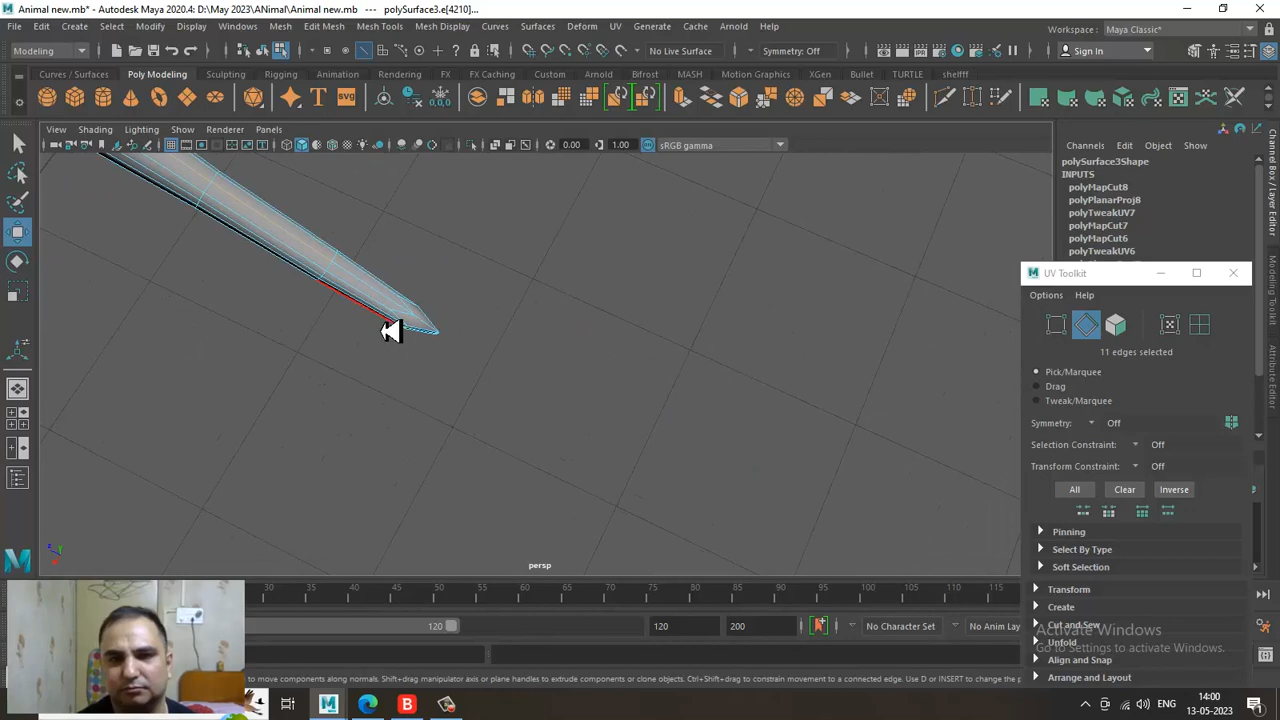 Animal new.mb* - Autodesk Maya 2020.4: D:\May 2023\ANimal\Animal new.mb   ---   polySurface3.e[4210]...
File Edit Create Select Modify Display Windows Mesh Edit Mesh Mesh Tools Mesh Display Curves Surfaces Deform UV Generate Cache Arnold Help
Workspace : Maya Classic*
Modeling
No Live Surface
Symmetry: Off
Sign In
Curves / Surfaces Poly Modeling Sculpting Rigging Animation Rendering FX FX Caching Custom Arnold Bifrost MASH Motion Graphics XGen Bullet TURTLE shelfff
svg
View Shading Lighting Show Renderer Panels
0.00 1.00 sRGB gamma
Channels Edit Object Show
polySurface3Shape
INPUTS
polyMapCut8
polyPlanarProj8
polyTweakUV7
polyMapCut7
polyMapCut6
polyTweakUV6
Channel Box / Layer Editor
Modeling Toolkit
Attribute Editor
UV Toolkit
Options Help
11 edges selected
Pick/Marquee
Drag
Tweak/Marquee
Symmetry: Off
Selection Constraint: Off
Transform Constraint: Off
All Clear Inverse
Pinning
Select By Type
Soft Selection
Transform
Create
Cut and Sew
Unfold
Align and Snap
Arrange and Layout
Activate Windows
Go to Settings to activate Windows.
persp
30 35 40 45 50 55 60 65 70 75 80 85 90 95 100 105 110 115
120 120 200 No Character Set No Anim Lay
to move components along normals. Shift+drag manipulator axis or plane handles to extrude components or clone objects. Ctrl+Shift+drag to constrain movement to a connected edge. Use D or INSERT to change the p
ENG
14:00
13-05-2023